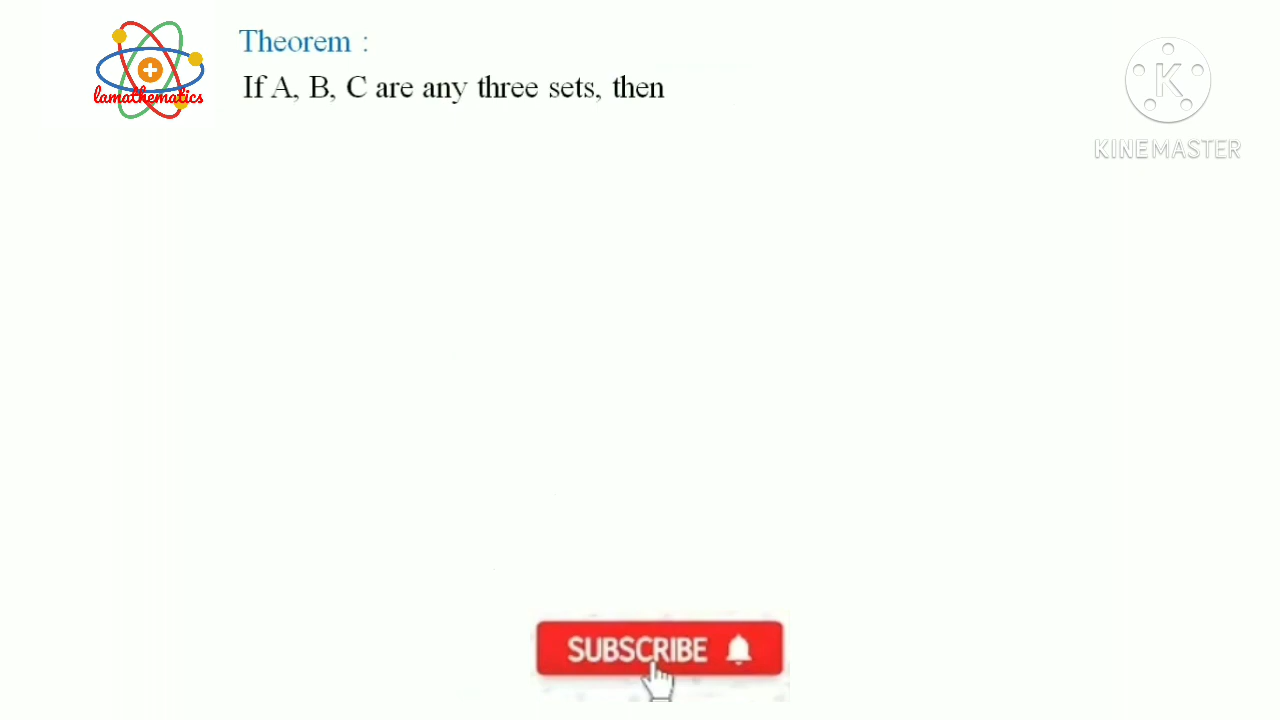 Theorem :
lamathematics
If A, B, C are any three sets, then
K
KINEMASTER
SUBSCRIBE